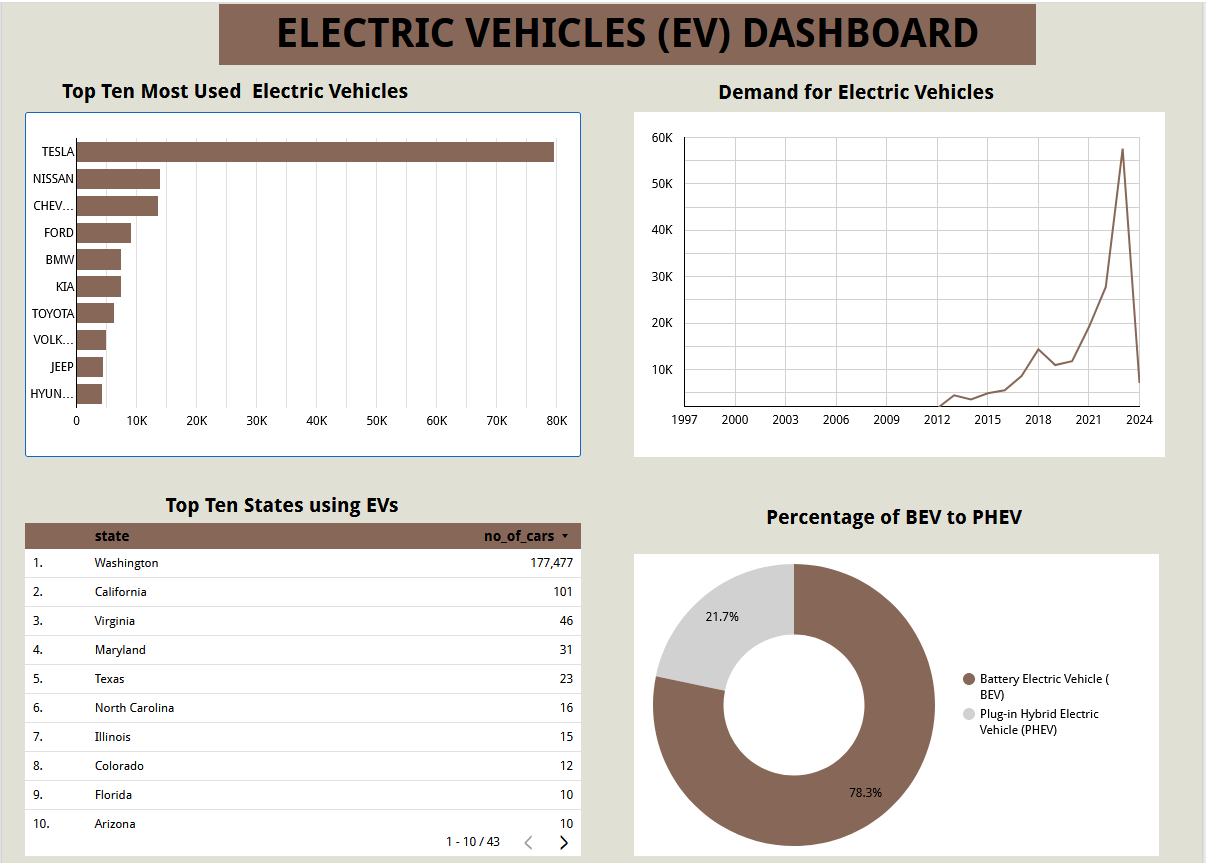 ELECTRIC VEHICLES (EV) DASHBOARD
Top Ten Most Used  Electric Vehicles
TESLA
NISSAN
CHEV...
FORD
BMW
KIA
TOYOTA
VOLK...
JEEP
HYUN...
0 10K 20K 30K 40K 50K 60K 70K 80K
Demand for Electric Vehicles
60K
50K
40K
30K
20K
10K
1997 2000 2003 2006 2009 2012 2015 2018 2021 2024
Top Ten States using EVs
state no_of_cars
1. Washington 177,477
2. California 101
3. Virginia 46
4. Maryland 31
5. Texas 23
6. North Carolina 16
7. Illinois 15
8. Colorado 12
9. Florida 10
10. Arizona 10
1 - 10 / 43
Percentage of BEV to PHEV
21.7%
78.3%
Battery Electric Vehicle (
BEV)
Plug-in Hybrid Electric
Vehicle (PHEV)